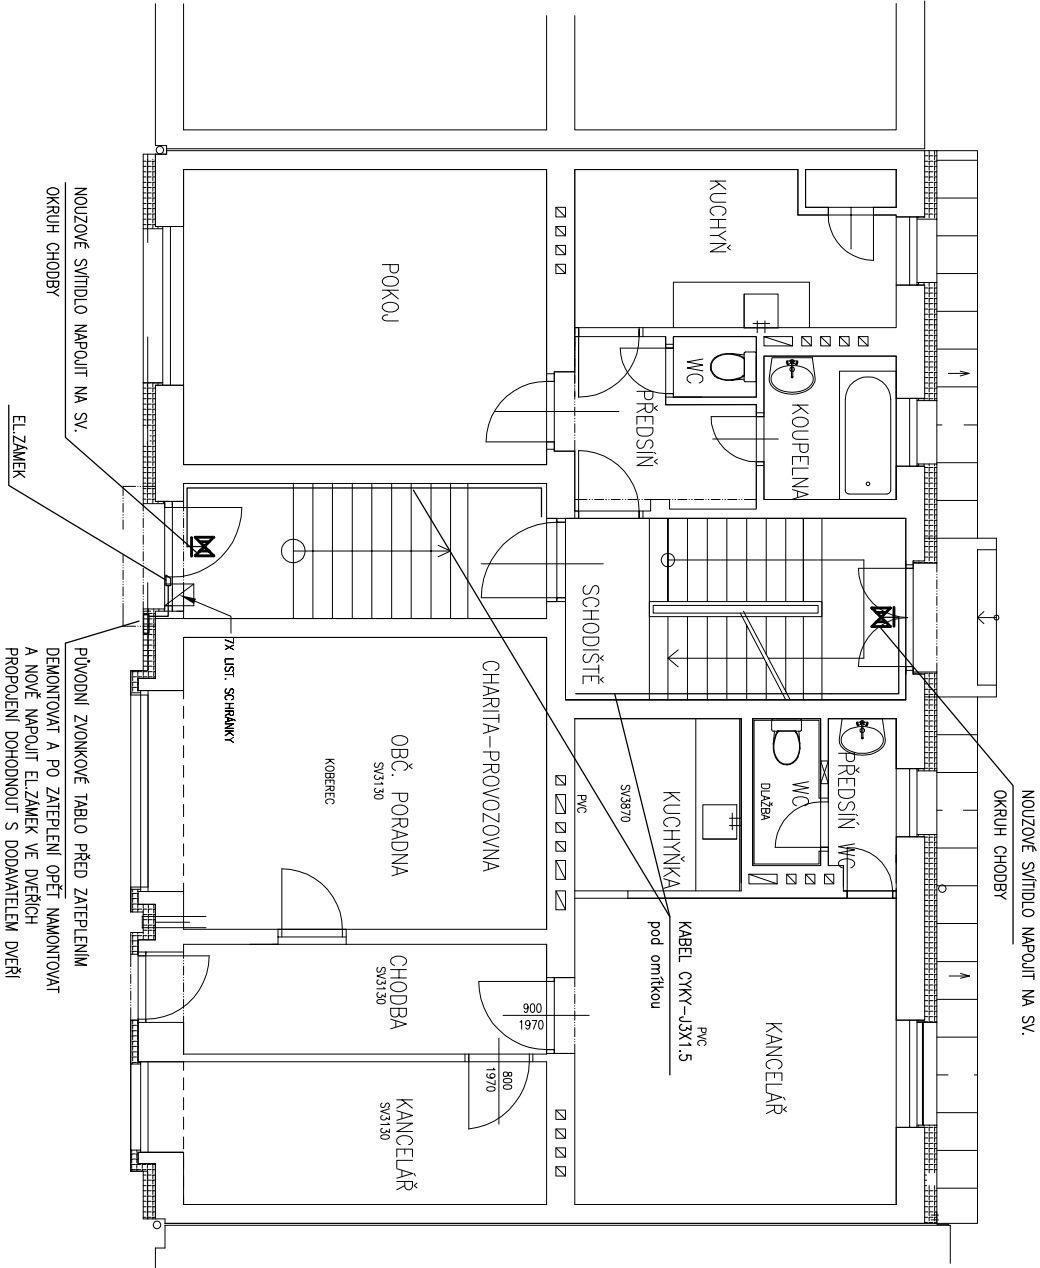 NOUZOVÉ SVÍTIDLO NAPOJIT NA SV.
OKRUH CHODBY
KUCHYŇ
POKOJ
WC
PŘEDSÍŇ
KOUPELNA
NOUZOVÉ SVÍTIDLO NAPOJIT NA SV.
OKRUH CHODBY
EL.ZÁMEK
SCHODIŠTĚ
7X LIST. SCHRÁNKY
PŮVODNÍ ZVONKOVÉ TABLO PŘED ZATEPLENÍM
DEMONTOVAT A PO ZATEPLENÍ OPĚT NAMONTOVAT
A NOVĚ NAPOJIT EL.ZÁMEK VE DVEŘÍCH
PROPOJENÍ DOHODNOUT S DODAVATELEM DVEŘÍ
CHARITA-PROVOZOVNA
OBČ. PORADNA
SV3130
KOBEREC
PŘEDSÍŇ WC
WC
DLAŽBA
KUCHYŇKA
SV3870
PVC
KABEL CYKY-J3X1.5
pod omítkou
PVC
KANCELÁŘ
CHODBA
SV3130
900
1970
800
1970
KANCELÁŘ
SV3130